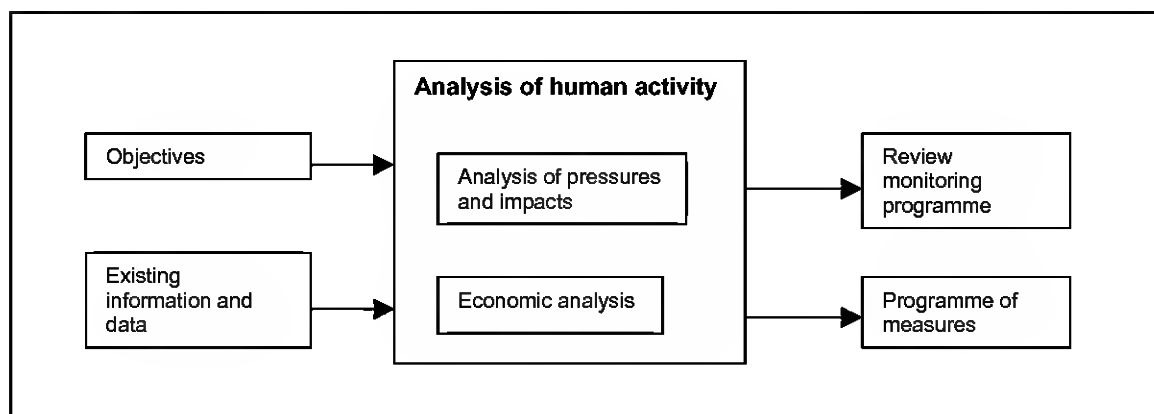 Analysis of human activity
Objectives
Analysis of pressures
and impacts
Review
monitoring
programme
Existing
information and
data
Economic analysis
Programme of
measures